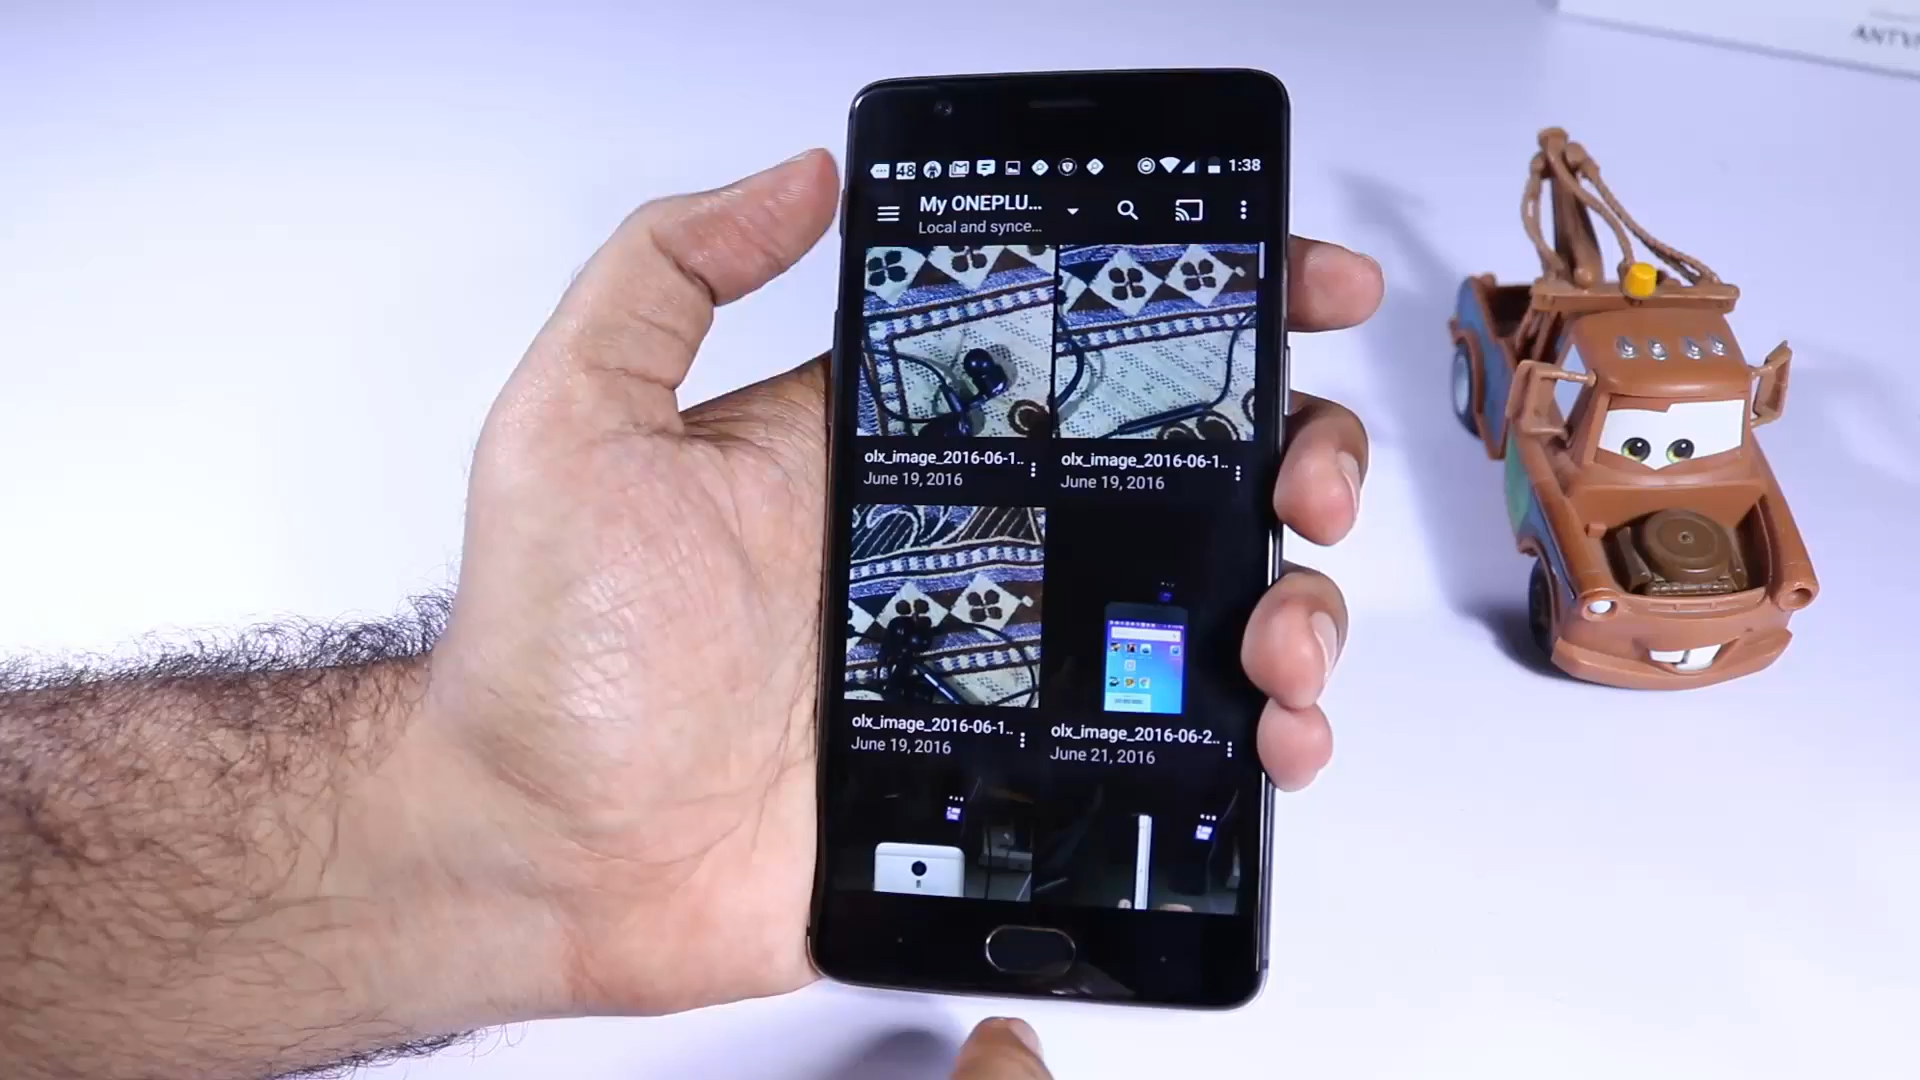 48
1:38
My ONEPLU...
Local and synce...
olx_image_2016-06-1..
June 19, 2016
olx_image_2016-06-1..
June 19, 2016
olx_image_2016-06-1..
June 19, 2016
olx_image_2016-06-2..
June 21, 2016